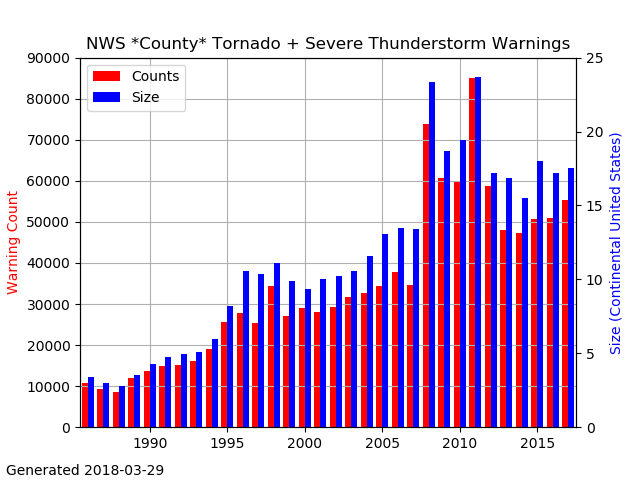 NWS *County* Tornado + Severe Thunderstorm Warnings
Counts
Size
90000
80000
70000
60000
50000
40000
30000
20000
10000
0
Warning Count
25
20
15
10
5
0
Size (Continental United States)
1990 1995 2000 2005 2010 2015
Generated 2018-03-29